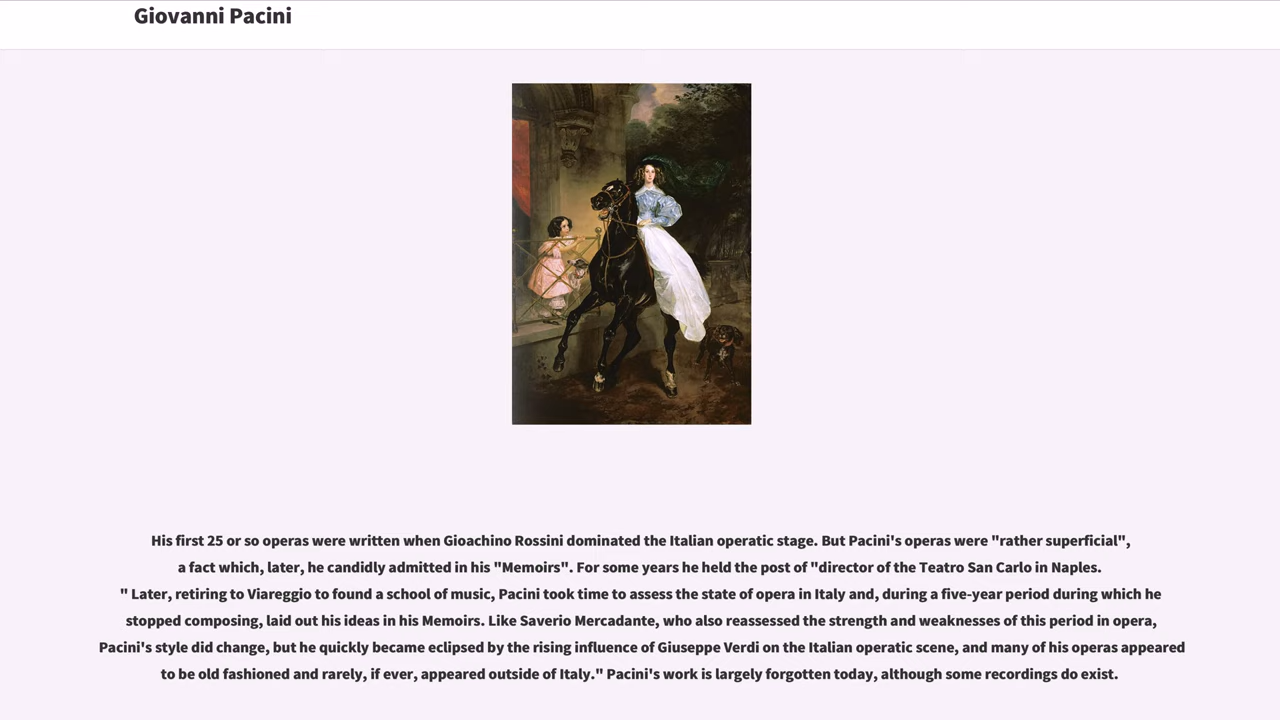 Giovanni Pacini
His first 25 or so operas were written when Gioachino Rossini dominated the Italian operatic stage. But Pacini's operas were "rather superficial",
a fact which, later, he candidly admitted in his "Memoirs". For some years he held the post of "director of the Teatro San Carlo in Naples.
" Later, retiring to Viareggio to found a school of music, Pacini took time to assess the state of opera in Italy and, during a five-year period during which he
stopped composing, laid out his ideas in his Memoirs. Like Saverio Mercadante, who also reassessed the strength and weaknesses of this period in opera,
Pacini's style did change, but he quickly became eclipsed by the rising influence of Giuseppe Verdi on the Italian operatic scene, and many of his operas appeared
to be old fashioned and rarely, if ever, appeared outside of Italy." Pacini's work is largely forgotten today, although some recordings do exist.